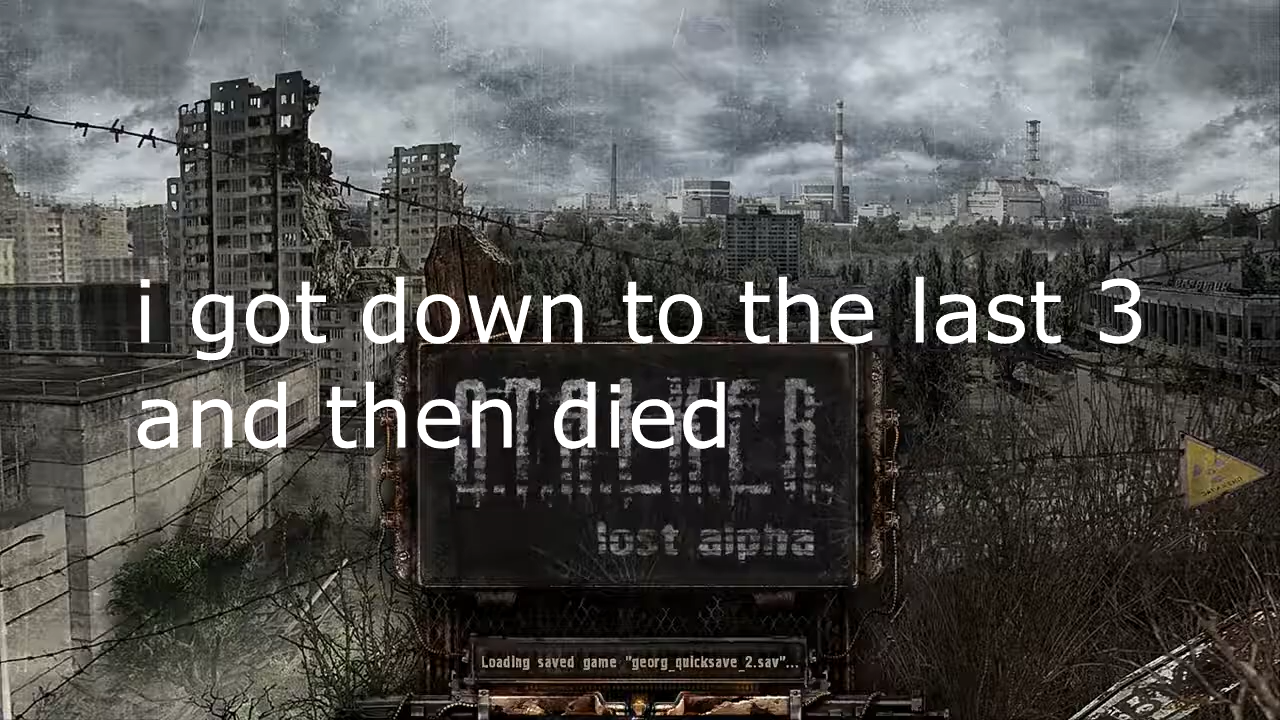 i got down to the last 3
and then died
S.T.A.L.K.E.R.
lost alpha
Loading saved game "georg_quicksave_2.sav"...